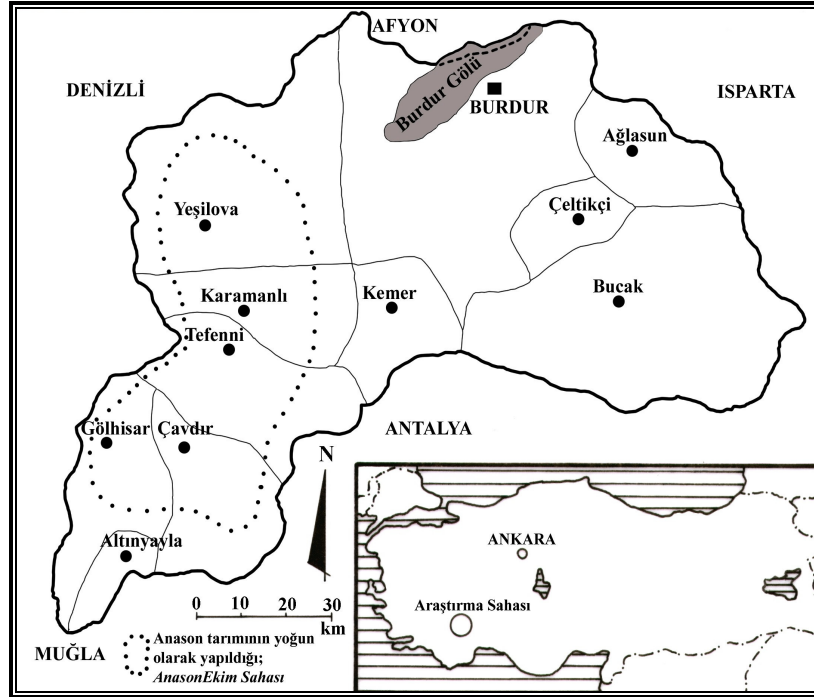 AFYON
DENİZLİ
Burdur Gölü
BURDUR
ISPARTA
Ağlasun
Yeşilova
Çeltikçi
Karamanlı
Kemer
Bucak
Tefenni
Gölhisar
Çavdır
ANTALYA
N
Altınyayla
ANKARA
Araştırma Sahası
0 10 20 30
km
MUĞLA
Anason tarımının yoğun
olarak yapıldığı;
AnasonEkim Sahası